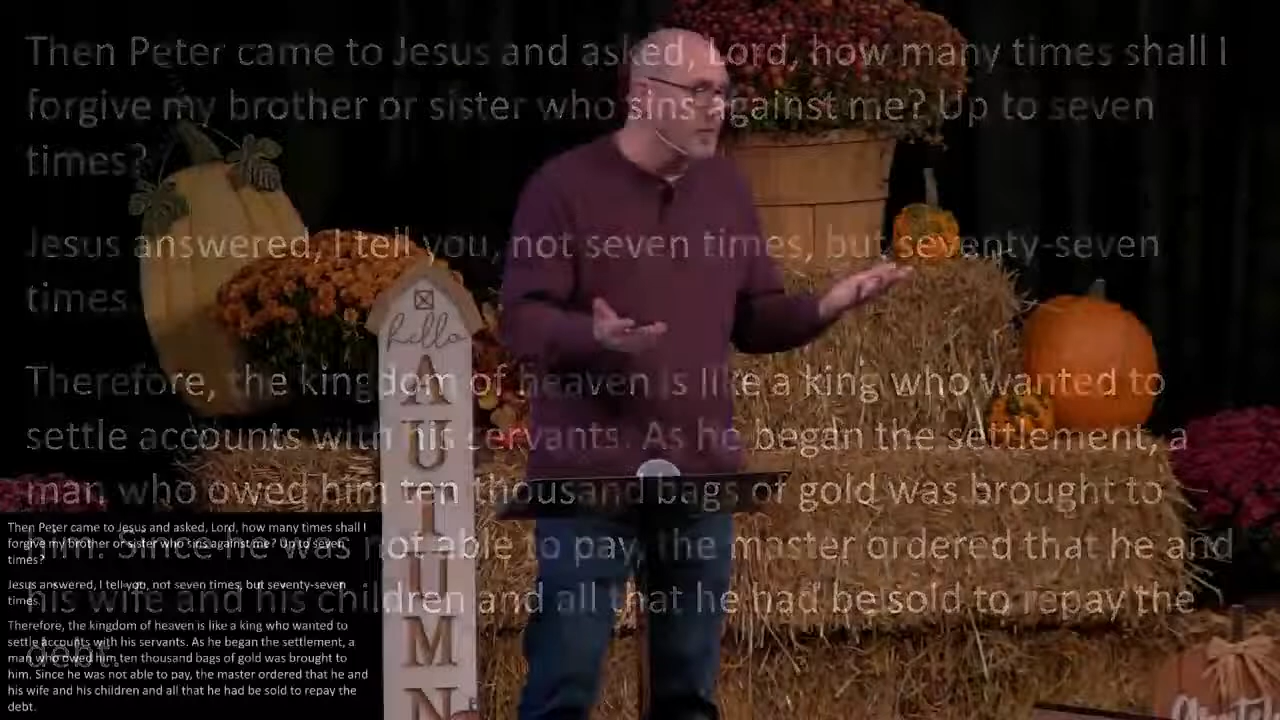 Then Peter came to Jesus and asked, Lord, how many times shall I
forgive my brother or sister who sins against me? Up to seven
times?
Jesus answered, I tell you, not seven times, but seventy-seven
times.
Therefore, the kingdom of heaven is like a king who wanted to
settle accounts with his servants. As he began the settlement, a
man who owed him ten thousand bags of gold was brought to
him. Since he was not able to pay, the master ordered that he and
his wife and his children and all that he had be sold to repay the
debt.
hello
AUTUMN
Then Peter came to Jesus and asked, Lord, how many times shall I
forgive my brother or sister who sins against me? Up to seven
times?
Jesus answered, I tell you, not seven times, but seventy-seven
times.
Therefore, the kingdom of heaven is like a king who wanted to
settle accounts with his servants. As he began the settlement, a
man who owed him ten thousand bags of gold was brought to
him. Since he was not able to pay, the master ordered that he and
his wife and his children and all that he had be sold to repay the
debt.